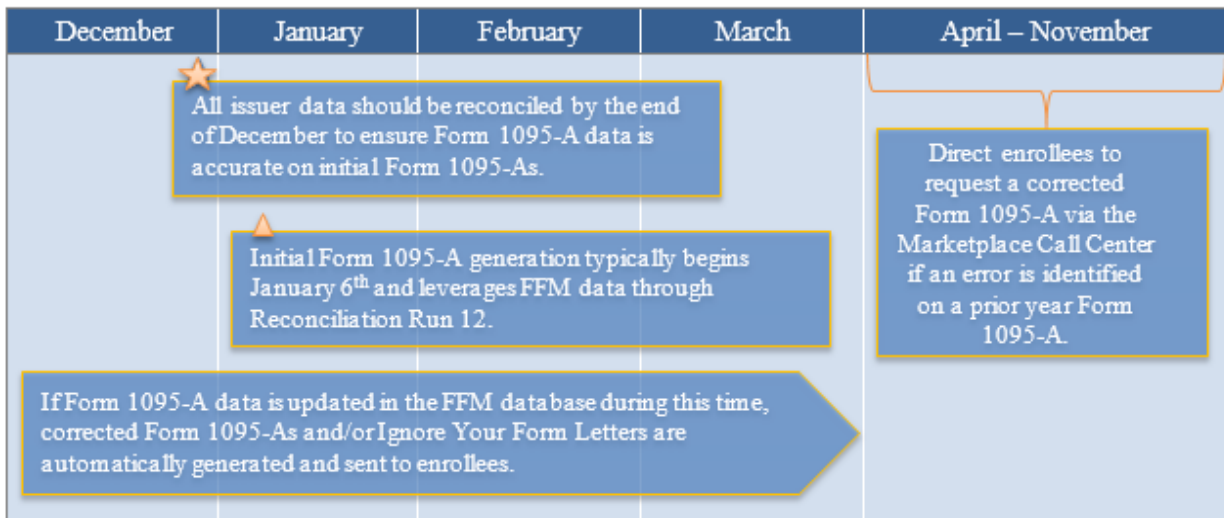 December January February March April – November
All issuer data should be reconciled by the end
of December to ensure Form 1095-A data is
accurate on initial Form 1095-As.
Initial Form 1095-A generation typically begins
January 6th and leverages FFM data through
Reconciliation Run 12.
If Form 1095-A data is updated in the FFM database during this time,
corrected Form 1095-As and/or Ignore Your Form Letters are
automatically generated and sent to enrollees.
Direct enrollees to
request a corrected
Form 1095-A via the
Marketplace Call Center
if an error is identified
on a prior year Form
1095-A.